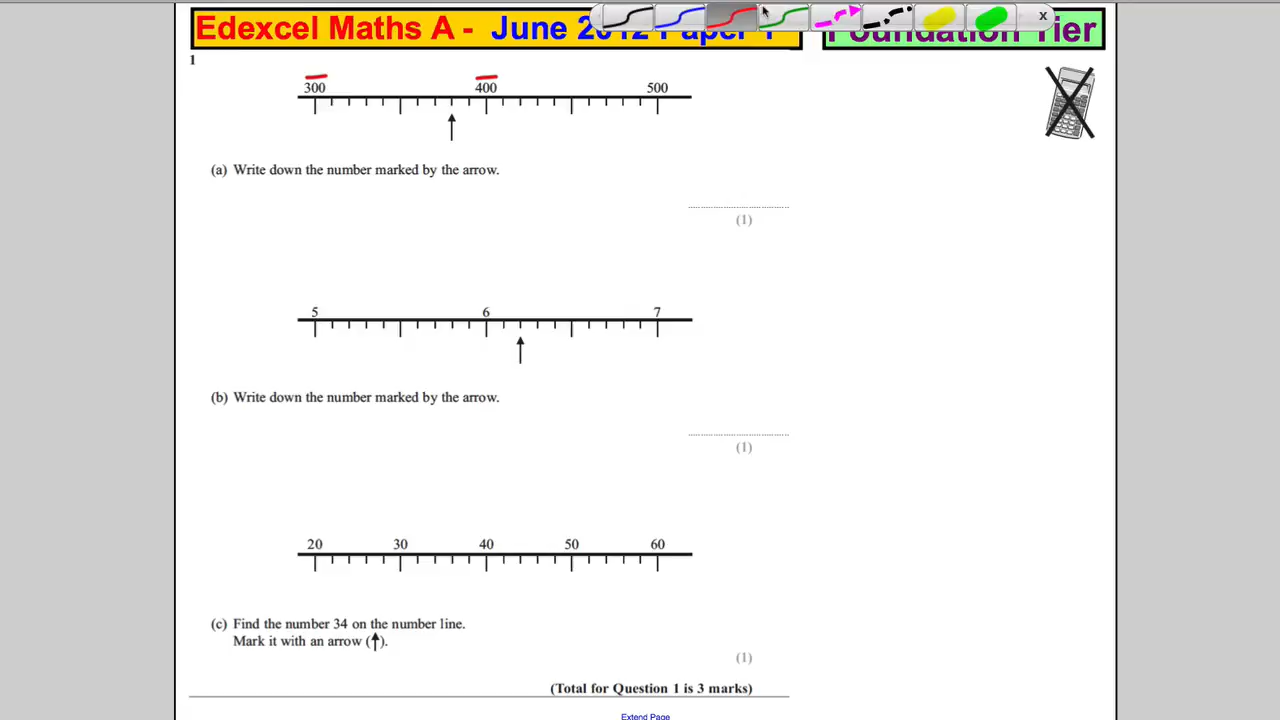 Edexcel Maths A - June 2012 Paper 1 Foundation Tier
x
1
300 400 500
(a) Write down the number marked by the arrow.
(1)
5 6 7
(b) Write down the number marked by the arrow.
(1)
20 30 40 50 60
(c) Find the number 34 on the number line.
Mark it with an arrow (↑).
(1)
(Total for Question 1 is 3 marks)
Extend Page